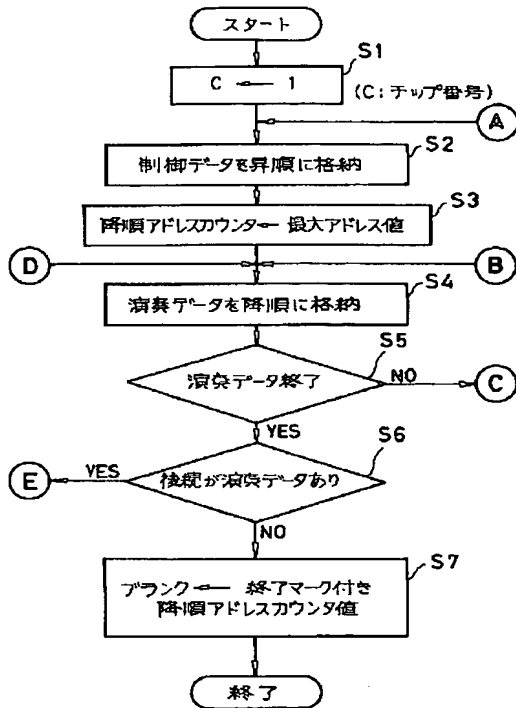 スタート
S1
C ← 1
(C:チップ番号)
A
S2
制御データを昇順に格納
S3
降順アドレスカウンタ← 最大アドレス値
D
B
S4
演奏データを降順に格納
S5
演奏データ終了
NO
C
YES
S6
E
YES
後続が演奏データあり
NO
S7
ブランク ← 終了マーク付き
降順アドレスカウンタ値
終了